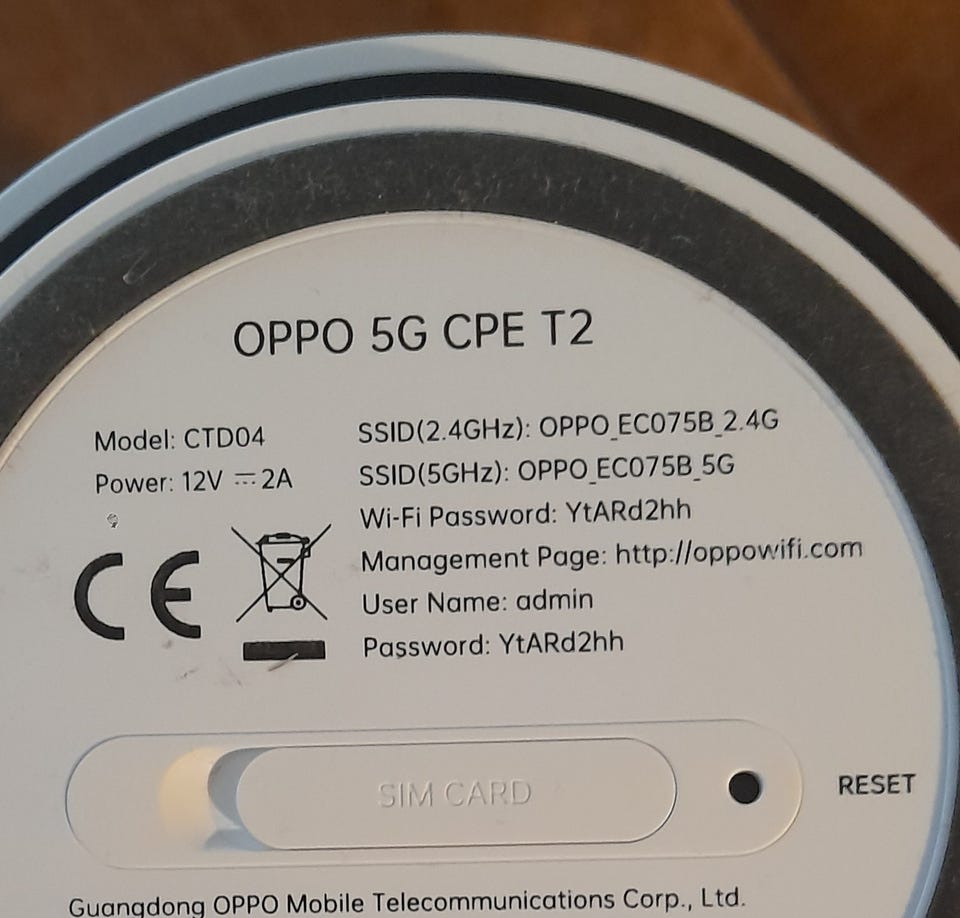 OPPO 5G CPE T2
Model: CTD04
Power: 12V ⎓ 2A
SSID(2.4GHz): OPPO_EC075B_2.4G
SSID(5GHz): OPPO_EC075B_5G
Wi-Fi Password: YtARd2hh
Management Page: http://oppowifi.com
User Name: admin
Password: YtARd2hh
CE
SIM CARD
RESET
Guangdong OPPO Mobile Telecommunications Corp., Ltd.